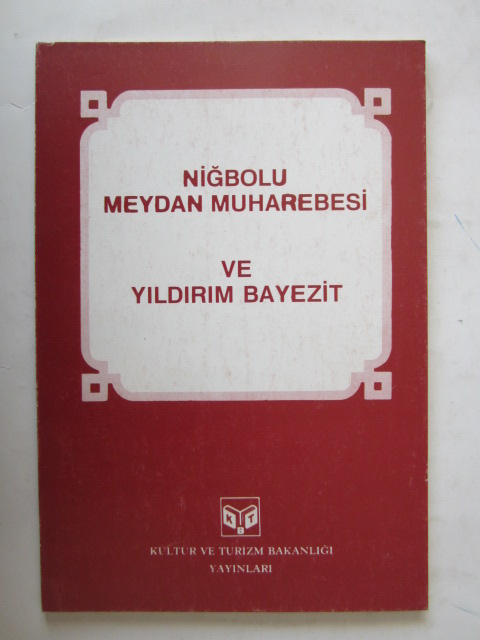 NİĞBOLU
MEYDAN MUHAREBESİ
VE
YILDIRIM BAYEZİT
K T
B
KÜLTÜR VE TURİZM BAKANLIĞI
YAYINLARI